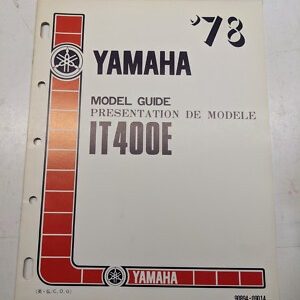 '78
YAMAHA
MODEL GUIDE
PRESENTATION DE MODELE
IT400E
YAMAHA